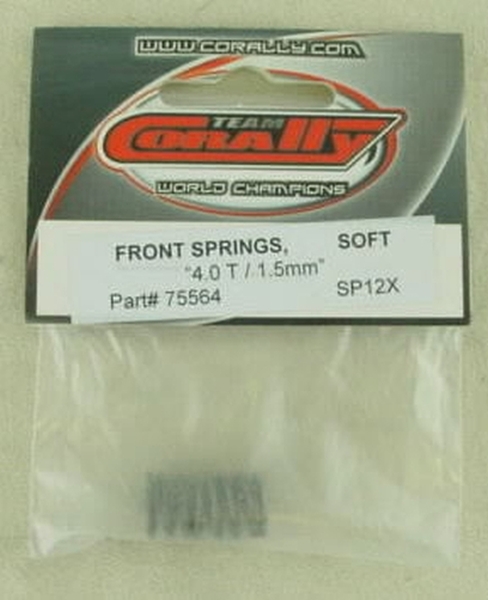 WWW.CORALLY.COM
TEAM
CORALLY
WORLD CHAMPIONS
FRONT SPRINGS, SOFT
"4.0 T / 1.5mm"
Part# 75564 SP12X